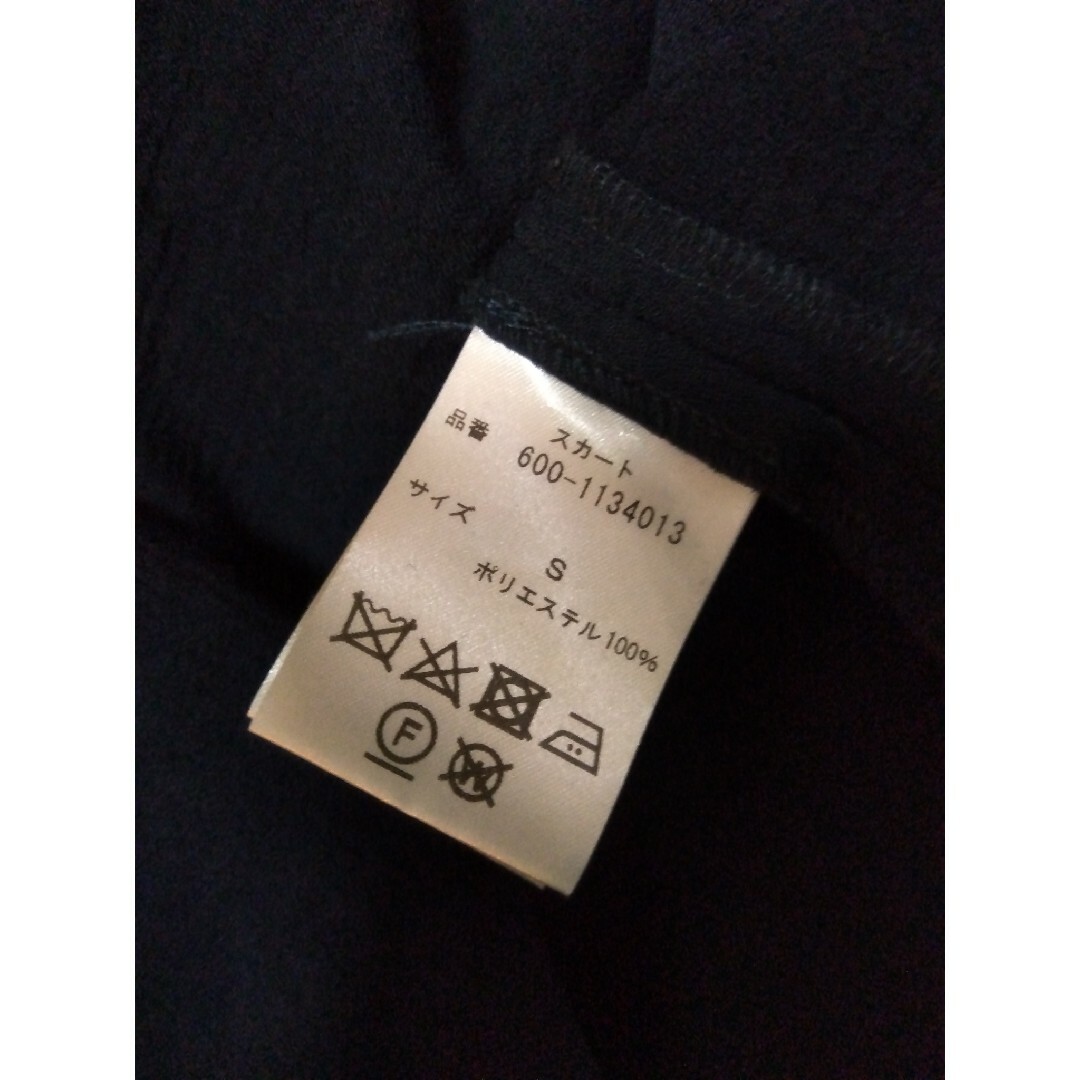 スカート
品番 600-1134013
サイズ S
ポリエステル100%
F
W